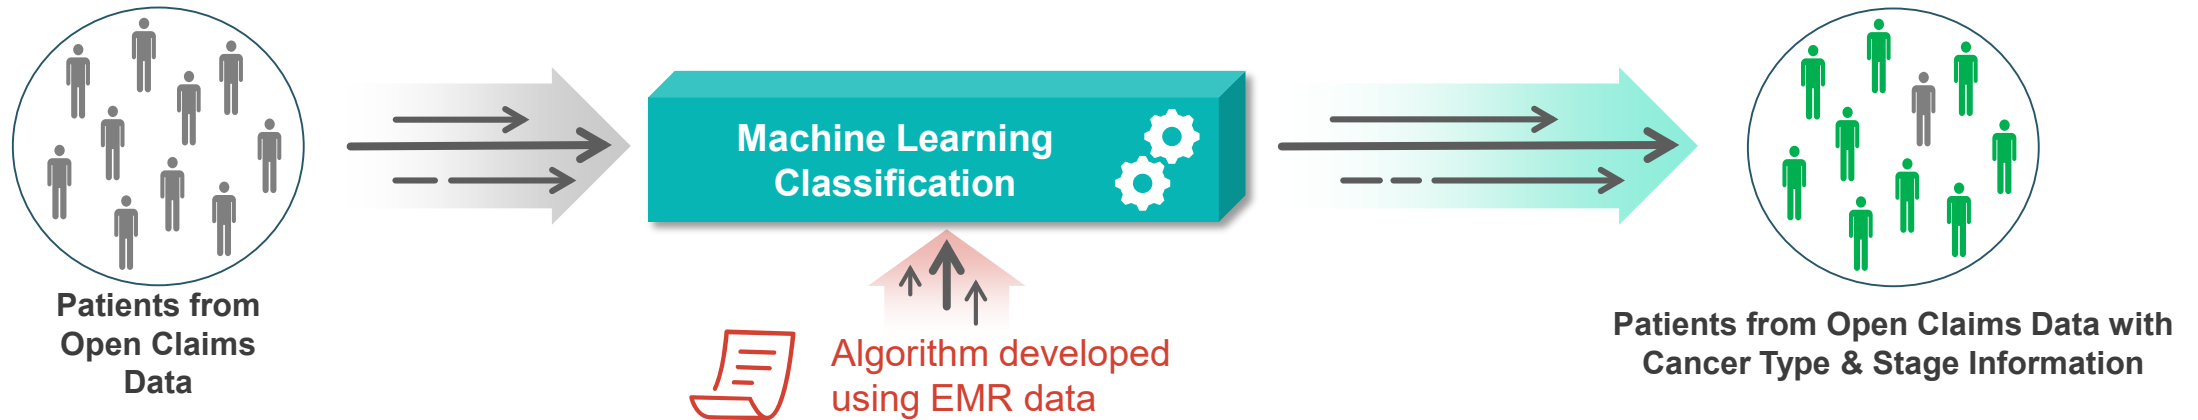 Patients from
Open Claims
Data
Machine Learning
Classification
Algorithm developed
using EMR data
Patients from Open Claims Data with
Cancer Type & Stage Information